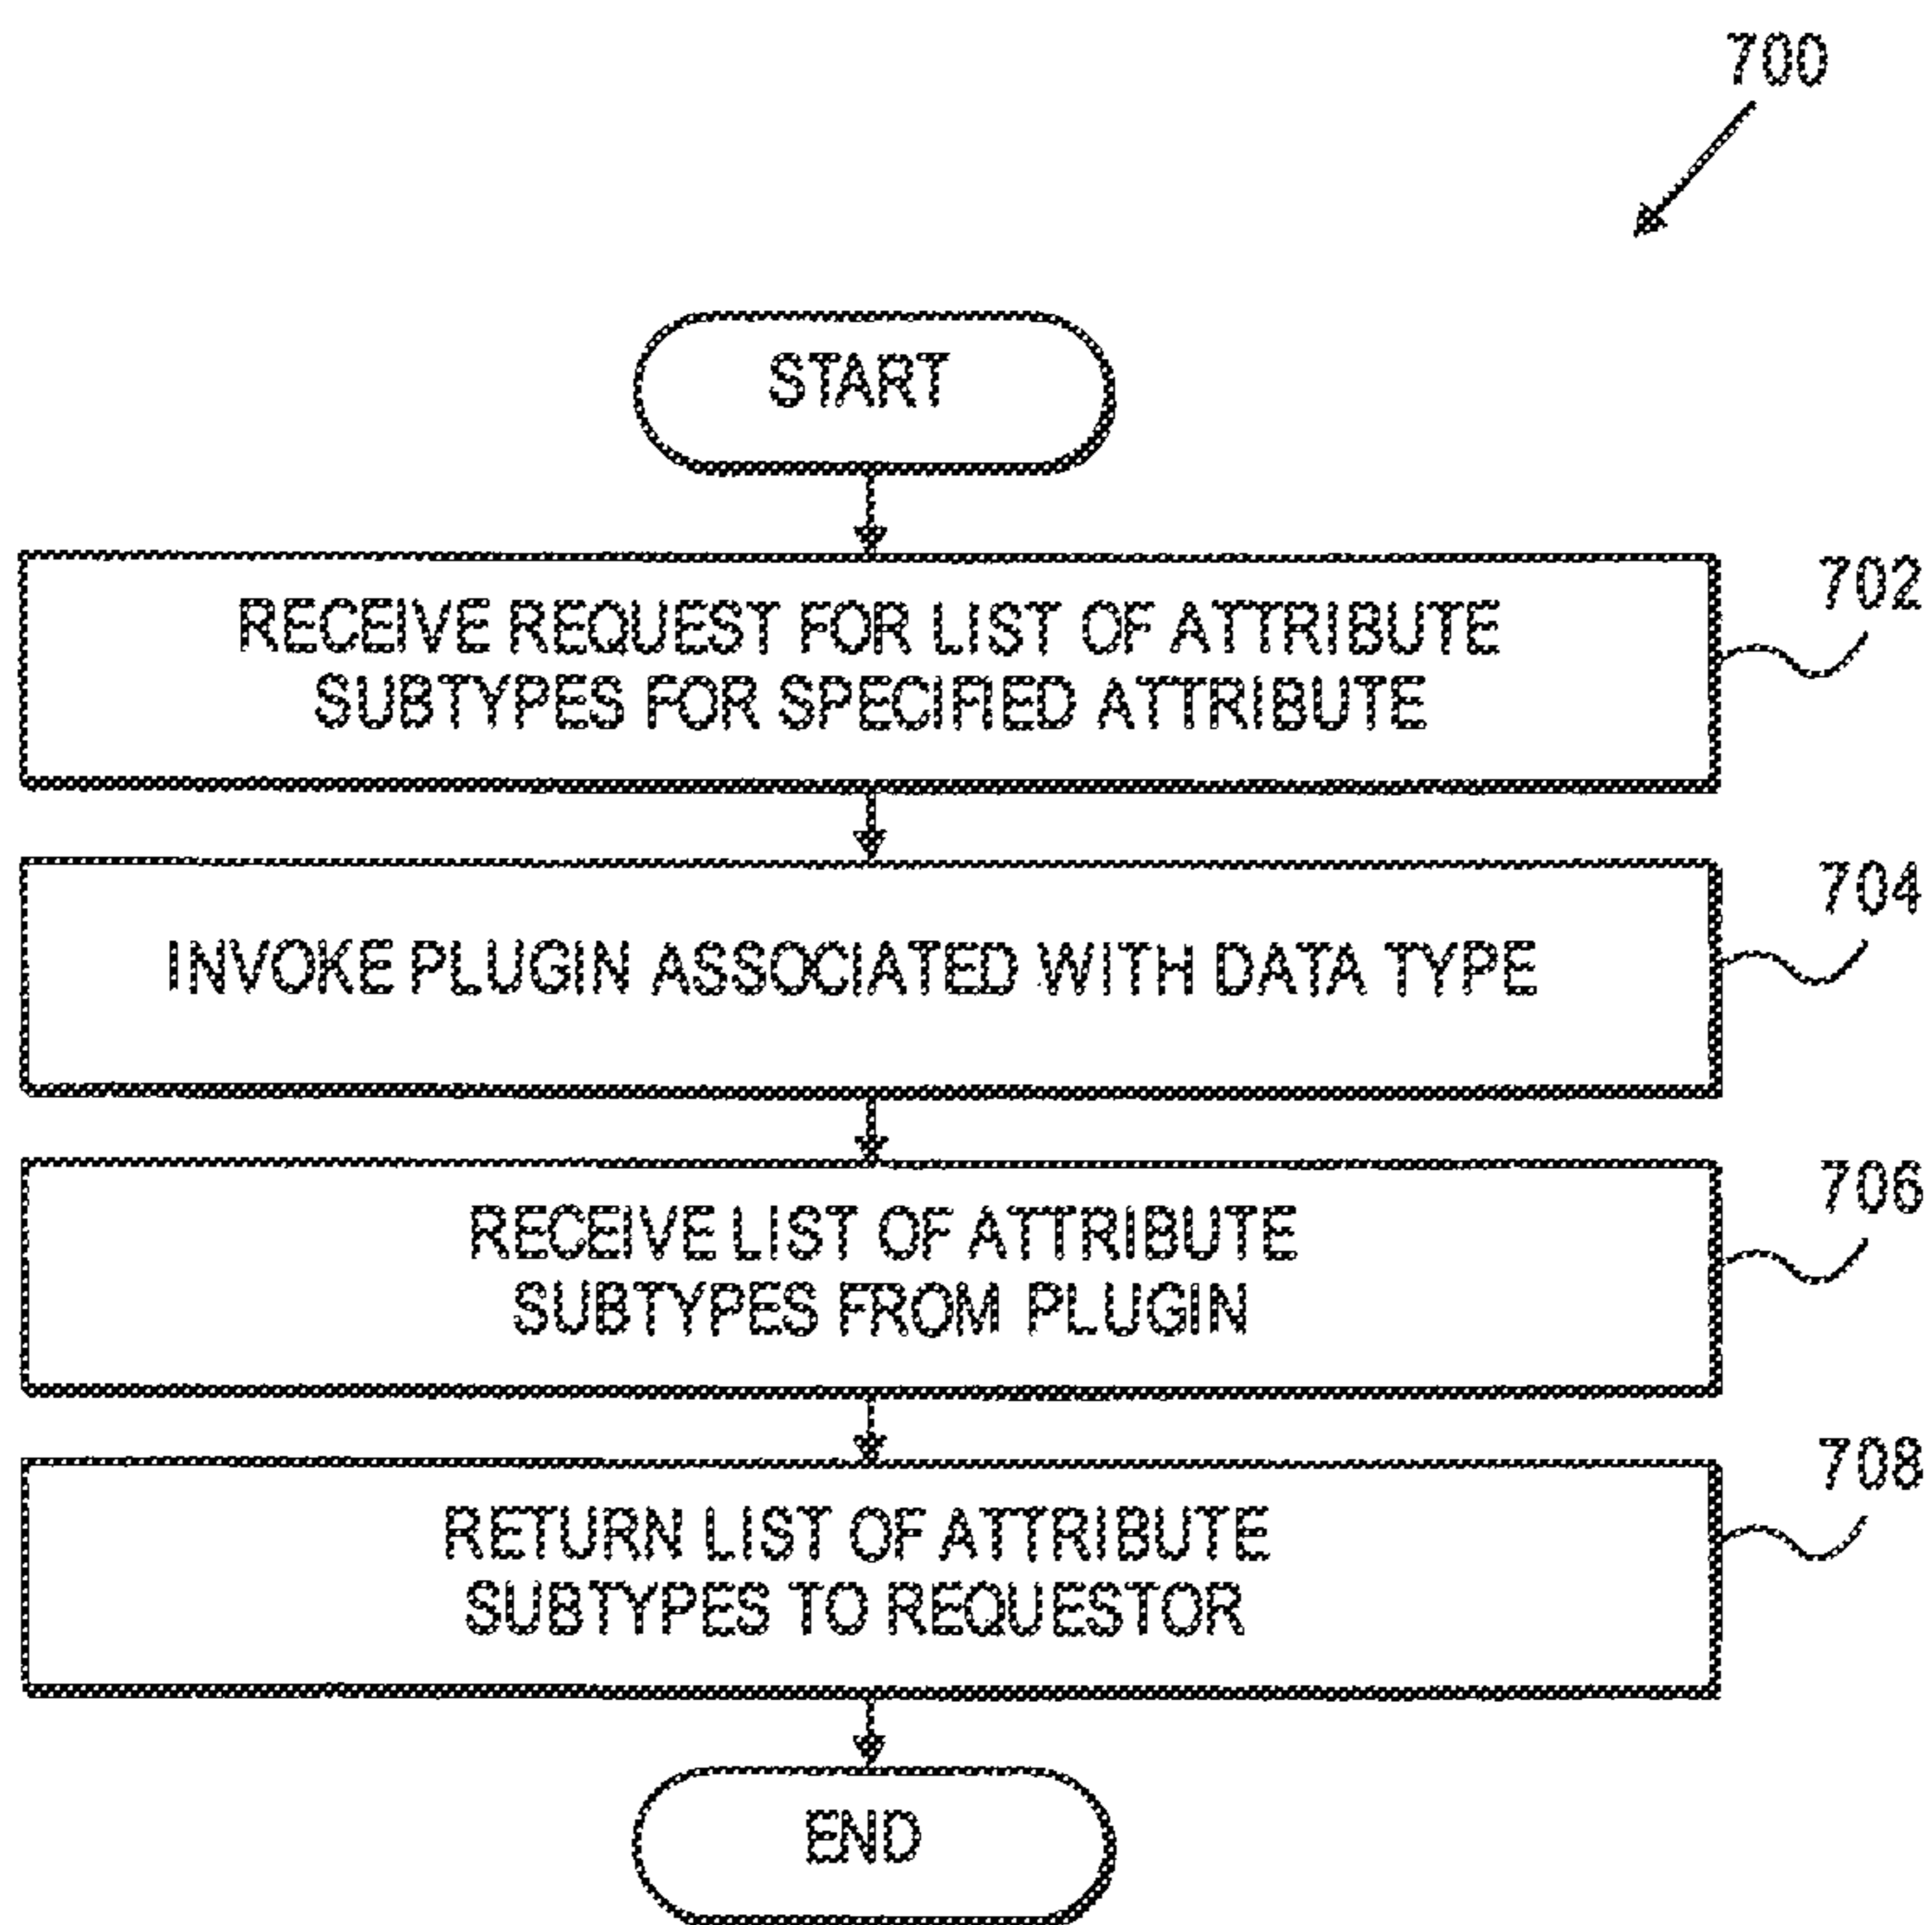 700
START
RECEIVE REQUEST FOR LIST OF ATTRIBUTE
SUBTYPES FOR SPECIFIED ATTRIBUTE
702
INVOKE PLUGIN ASSOCIATED WITH DATA TYPE
704
RECEIVE LIST OF ATTRIBUTE
SUBTYPES FROM PLUGIN
706
RETURN LIST OF ATTRIBUTE
SUBTYPES TO REQUESTOR
708
END